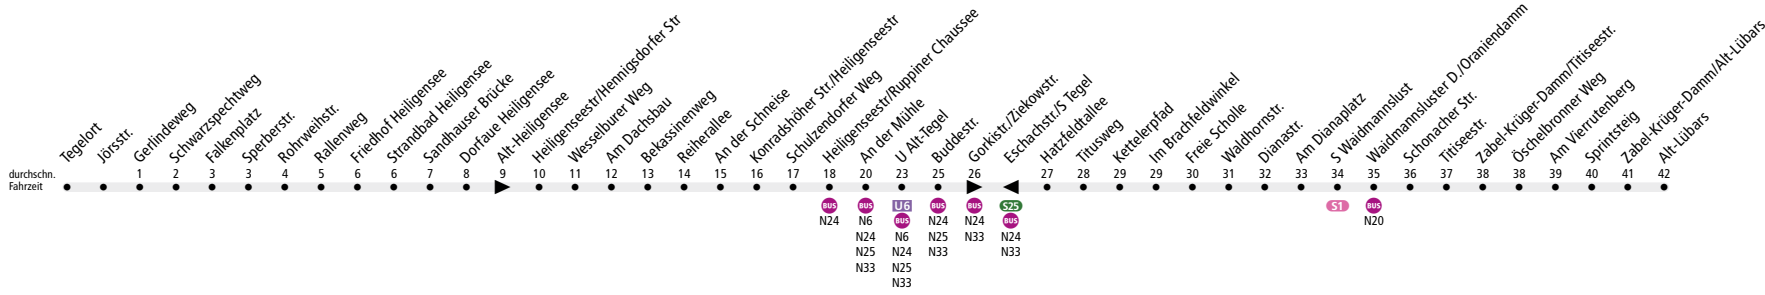 Tegelort
Jörsstr.
Gerlindeweg
Schwarzspechtweg
Falkenplatz
Sperberstr.
Rohrweihstr.
Rallenweg
Friedhof Heiligensee
Strandbad Heiligensee
Sandhauser Brücke
Dorfaue Heiligensee
Alt-Heiligensee
Heiligenseestr/Hennigsdorfer Str
Wesselburer Weg
Am Dachsbau
Bekassinenweg
Reiherallee
An der Schneise
Konradshöher Str./Heiligenseestr
Schulzendorfer Weg
Heiligenseestr/Ruppiner Chaussee
An der Mühle
U Alt-Tegel
Buddestr.
Gorkistr./Ziekowstr.
Eschachstr./S Tegel
Hatzfeldtallee
Titusweg
Kettelerpfad
Im Brachfeldwinkel
Freie Scholle
Waldhornstr.
Dianastr.
Am Dianaplatz
S Waidmannslust
Waidmannsluster D./Oraniendamm
Schonacher Str.
Titiseestr.
Zabel-Krüger-Damm/Titiseestr.
Öschelbronner Weg
Am Vierrutenberg
Sprintsteig
Zabel-Krüger-Damm/Alt-Lübars
Alt-Lübars
durchschn. 1 2 3 3 4 5 6 6 7 8 9 10 11 12 13 14 15 16 17 18 20 23 25 26 27 28 29 29 30 31 32 33 34 35 36 37 38 38 39 40 41 42
Fahrzeit
BUS BUS U6 BUS BUS S25 S1 BUS
N24 N6 BUS N24 N24 BUS N20
N24 N6 N25 N33 N24
N25 N24 N33 N33
N33 N25
N33